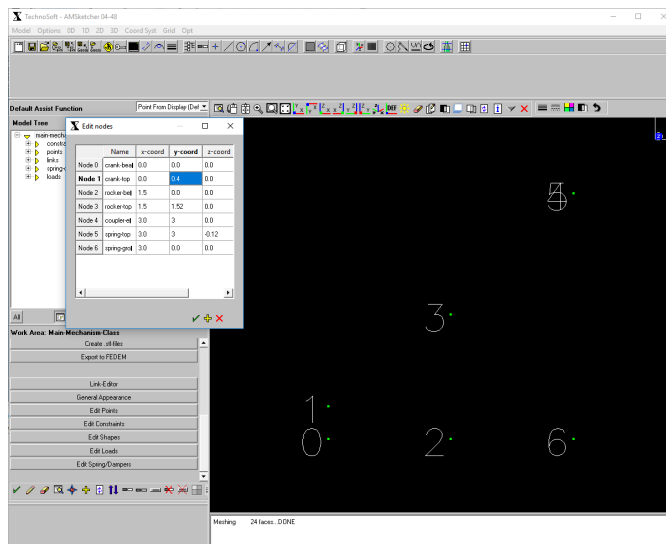 TechnoSoft - AMSketcher 04-48
Model Options 0D 1D 2D 3D Coord Syst Grid Opt
Default Assist Function
Point From Display (Def
Model Tree
main-mecha
constra
points
links
spring-
loads
Edit nodes
Name x-coord y-coord z-coord
Node 0 crank-bea 0.0 0.0 0.0
Node 1 crank-top 0.0 0.4 0.0
Node 2 rocker-be 1.5 0.0 0.0
Node 3 rocker-top 1.5 1.52 0.0
Node 4 coupler-e 3.0 3 0.0
Node 5 spring-top 3.0 3 -0.12
Node 6 spring-gro 3.0 0.0 0.0
All
Work Area: Main-Mechanism-Class
Create .stl-files
Export to FEDEM
Link-Editor
General Appearance
Edit Points
Edit Constraints
Edit Shapes
Edit Loads
Edit Spring/Dampers
DEF
3
1
0 2 6
Meshing 24 faces...DONE